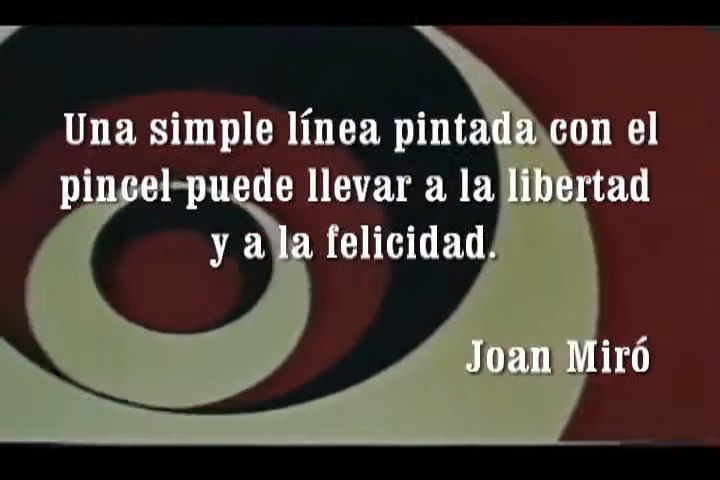 Una simple línea pintada con el
pincel puede llevar a la libertad
y a la felicidad.
Joan Miró